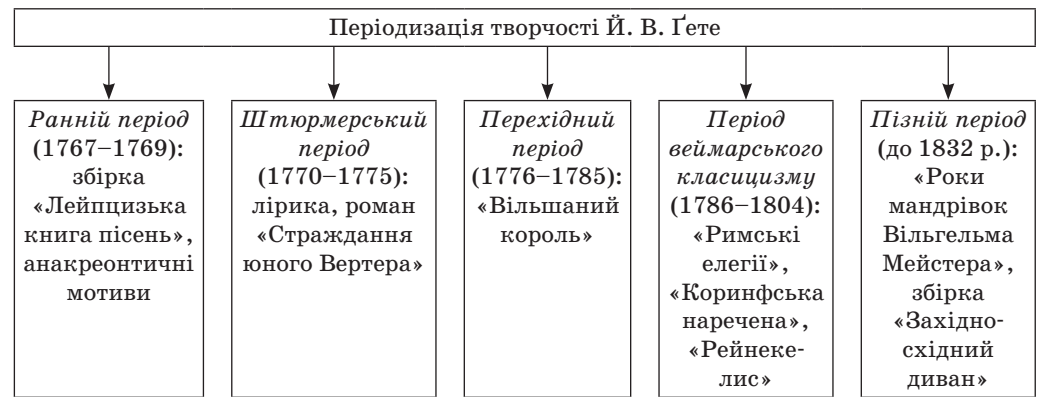 Періодизація творчості Й. В. Ґете
Ранній період
(1767–1769):
збірка
«Лейпцизька
книга пісень»,
анакреонтичні
мотиви
Штюрмерський
період
(1770–1775):
лірика, роман
«Страждання
юного Вертера»
Перехідний
період
(1776–1785):
«Вільшаний
король»
Період
веймарського
класицизму
(1786–1804):
«Римські
елегії»,
«Коринфська
наречена»,
«Рейнеке-
лис»
Пізній період
(до 1832 р.):
«Роки
мандрівок
Вільгельма
Мейстера»,
збірка
«Західно-
східний
диван»